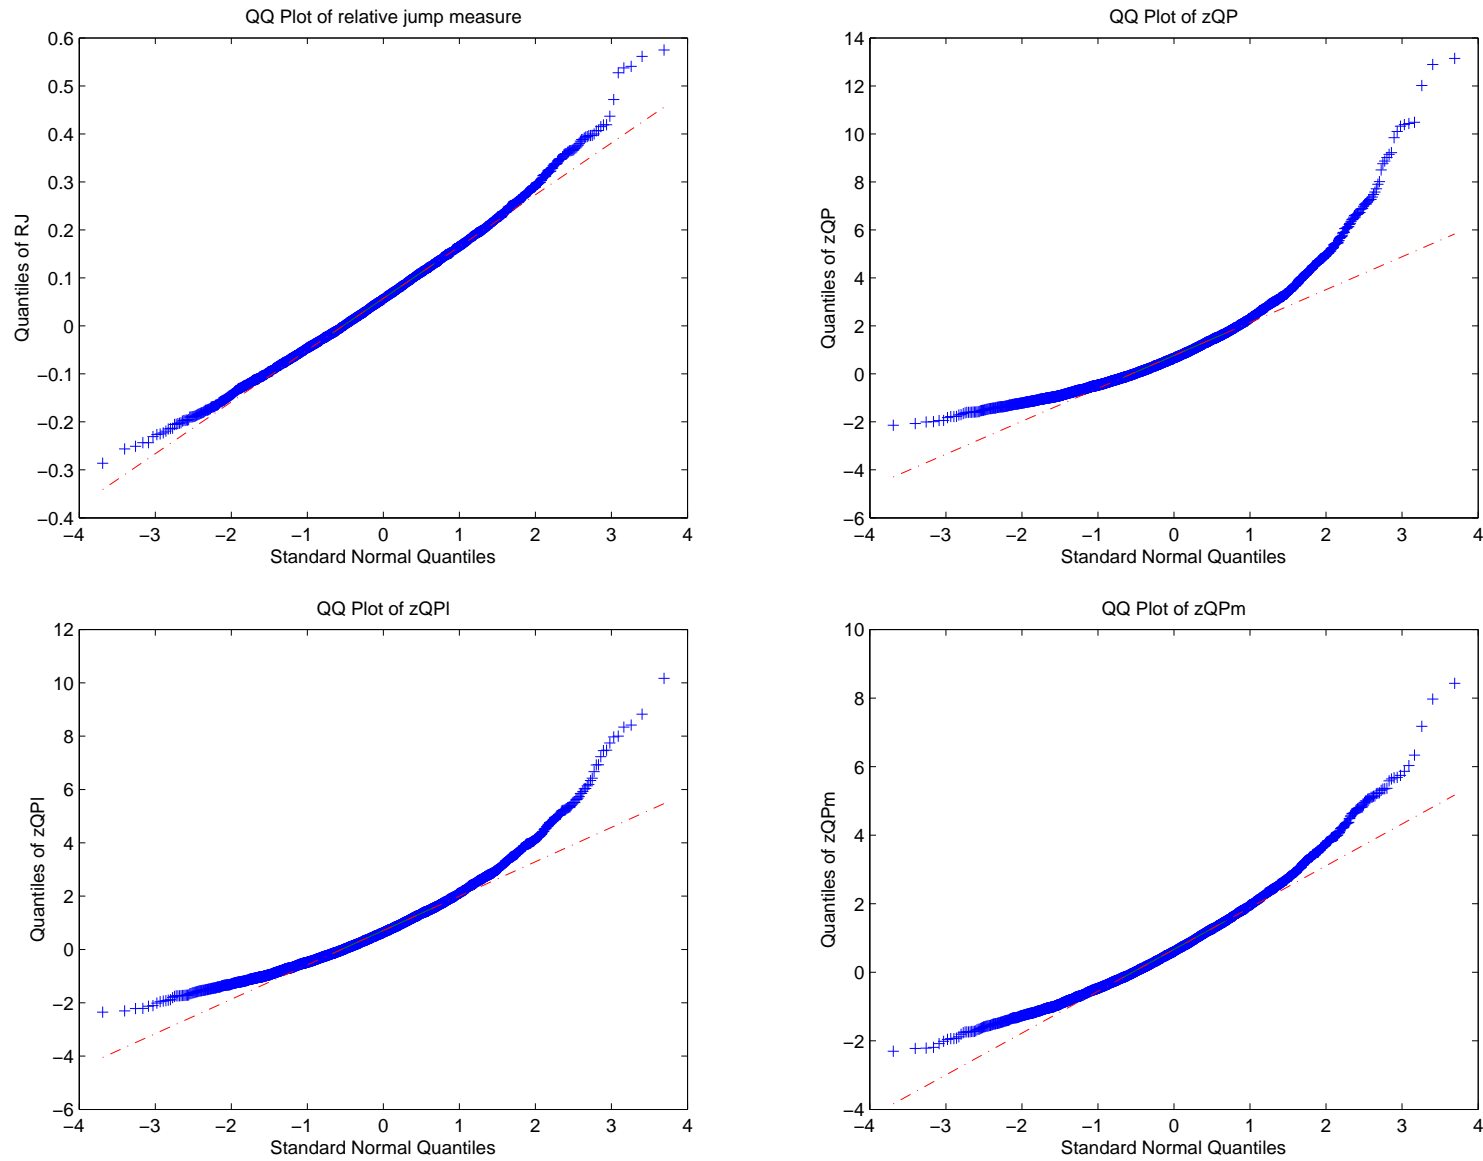 QQ Plot of relative jump measure
0.6
0.5
0.4
0.3
0.2
0.1
0
−0.1
−0.2
−0.3
−0.4
Quantiles of RJ
−4 −3 −2 −1 0 1 2 3 4
Standard Normal Quantiles
QQ Plot of zQP
14
12
10
8
6
4
2
0
−2
−4
−6
Quantiles of zQP
−4 −3 −2 −1 0 1 2 3 4
Standard Normal Quantiles
QQ Plot of zQPl
12
10
8
6
4
2
0
−2
−4
−6
Quantiles of zQPl
−4 −3 −2 −1 0 1 2 3 4
Standard Normal Quantiles
QQ Plot of zQPm
10
8
6
4
2
0
−2
−4
Quantiles of zQPm
−4 −3 −2 −1 0 1 2 3 4
Standard Normal Quantiles